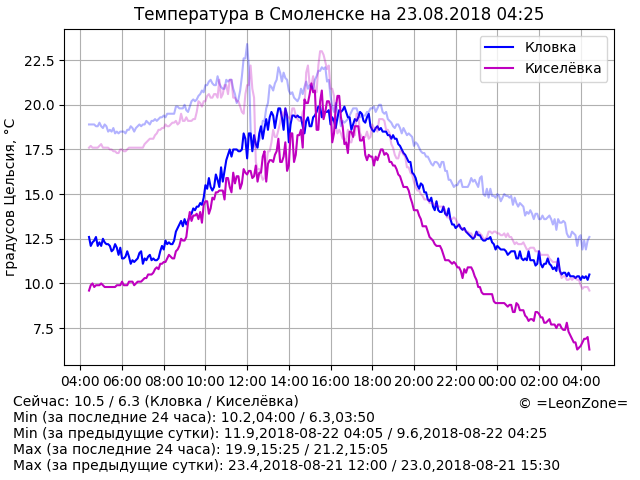 Температура в Смоленске на 23.08.2018 04:25
градусов Цельсия, °C
22.5
20.0
17.5
15.0
12.5
10.0
7.5
Кловка
Киселёвка
04:00 06:00 08:00 10:00 12:00 14:00 16:00 18:00 20:00 22:00 00:00 02:00 04:00
Сейчас: 10.5 / 6.3 (Кловка / Киселёвка)
© =LeonZone=
Min (за последние 24 часа): 10.2,04:00 / 6.3,03:50
Min (за предыдущие сутки): 11.9,2018-08-22 04:05 / 9.6,2018-08-22 04:25
Max (за последние 24 часа): 19.9,15:25 / 21.2,15:05
Max (за предыдущие сутки): 23.4,2018-08-21 12:00 / 23.0,2018-08-21 15:30